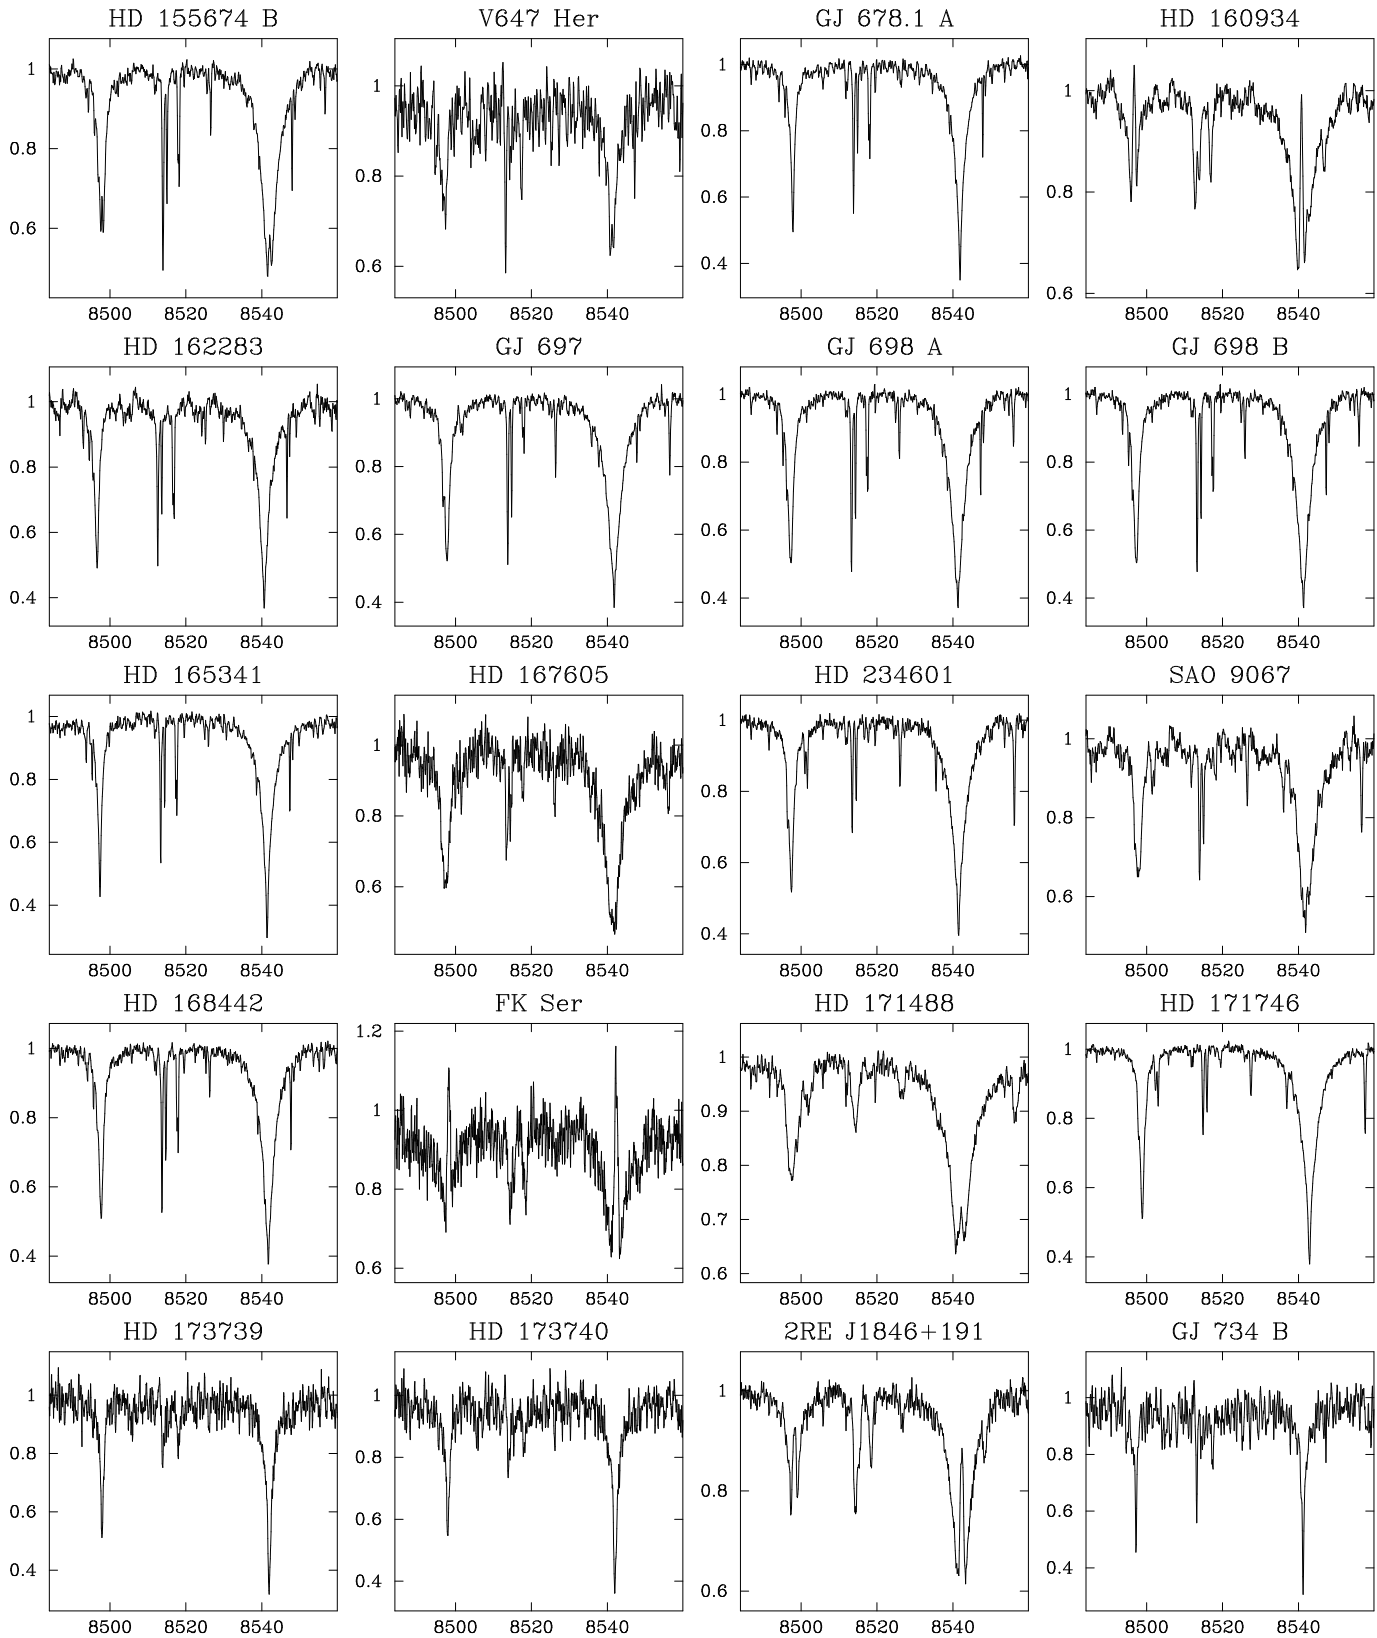 HD 155674 B V647 Her GJ 678.1 A HD 160934
1 0.8 0.6 1 0.8 0.6 1 0.8 0.6 0.4 1 0.8 0.6
8500 8520 8540 8500 8520 8540 8500 8520 8540 8500 8520 8540
HD 162283 GJ 697 GJ 698 A GJ 698 B
1 0.8 0.6 0.4 1 0.8 0.6 0.4 1 0.8 0.6 0.4 1 0.8 0.6 0.4
8500 8520 8540 8500 8520 8540 8500 8520 8540 8500 8520 8540
HD 165341 HD 167605 HD 234601 SAO 9067
1 0.8 0.6 0.4 1 0.8 0.6 1 0.8 0.6 0.4 1 0.8 0.6
8500 8520 8540 8500 8520 8540 8500 8520 8540 8500 8520 8540
HD 168442 FK Ser HD 171488 HD 171746
1 0.8 0.6 0.4 1.2 1 0.8 0.6 1 0.9 0.8 0.7 0.6 1 0.8 0.6 0.4
8500 8520 8540 8500 8520 8540 8500 8520 8540 8500 8520 8540
HD 173739 HD 173740 2RE J1846+191 GJ 734 B
1 0.8 0.6 0.4 1 0.8 0.6 0.4 1 0.8 0.6 1 0.8 0.6 0.4
8500 8520 8540 8500 8520 8540 8500 8520 8540 8500 8520 8540